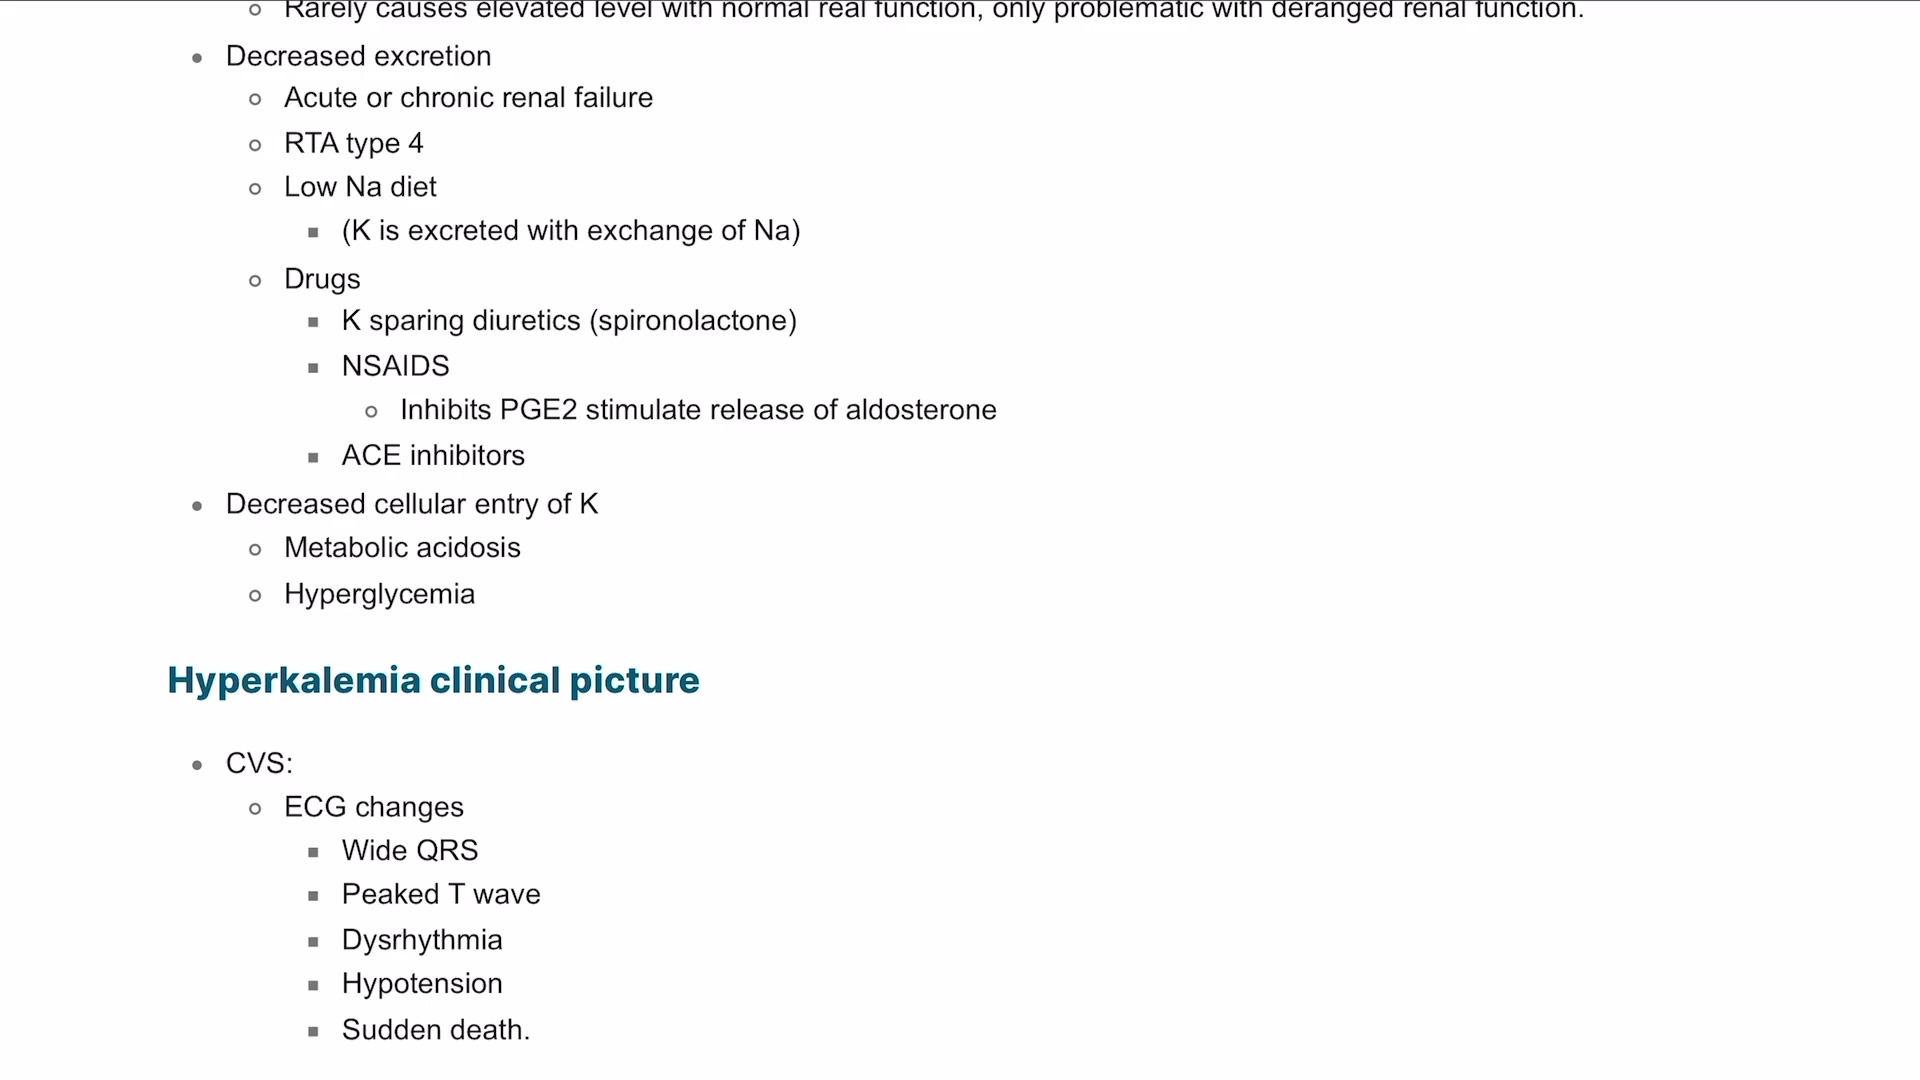 Rarely causes elevated level with normal real function, only problematic with deranged renal function.
Decreased excretion
Acute or chronic renal failure
RTA type 4
Low Na diet
(K is excreted with exchange of Na)
Drugs
K sparing diuretics (spironolactone)
NSAIDS
Inhibits PGE2 stimulate release of aldosterone
ACE inhibitors
Decreased cellular entry of K
Metabolic acidosis
Hyperglycemia
Hyperkalemia clinical picture
CVS:
ECG changes
Wide QRS
Peaked T wave
Dysrhythmia
Hypotension
Sudden death.